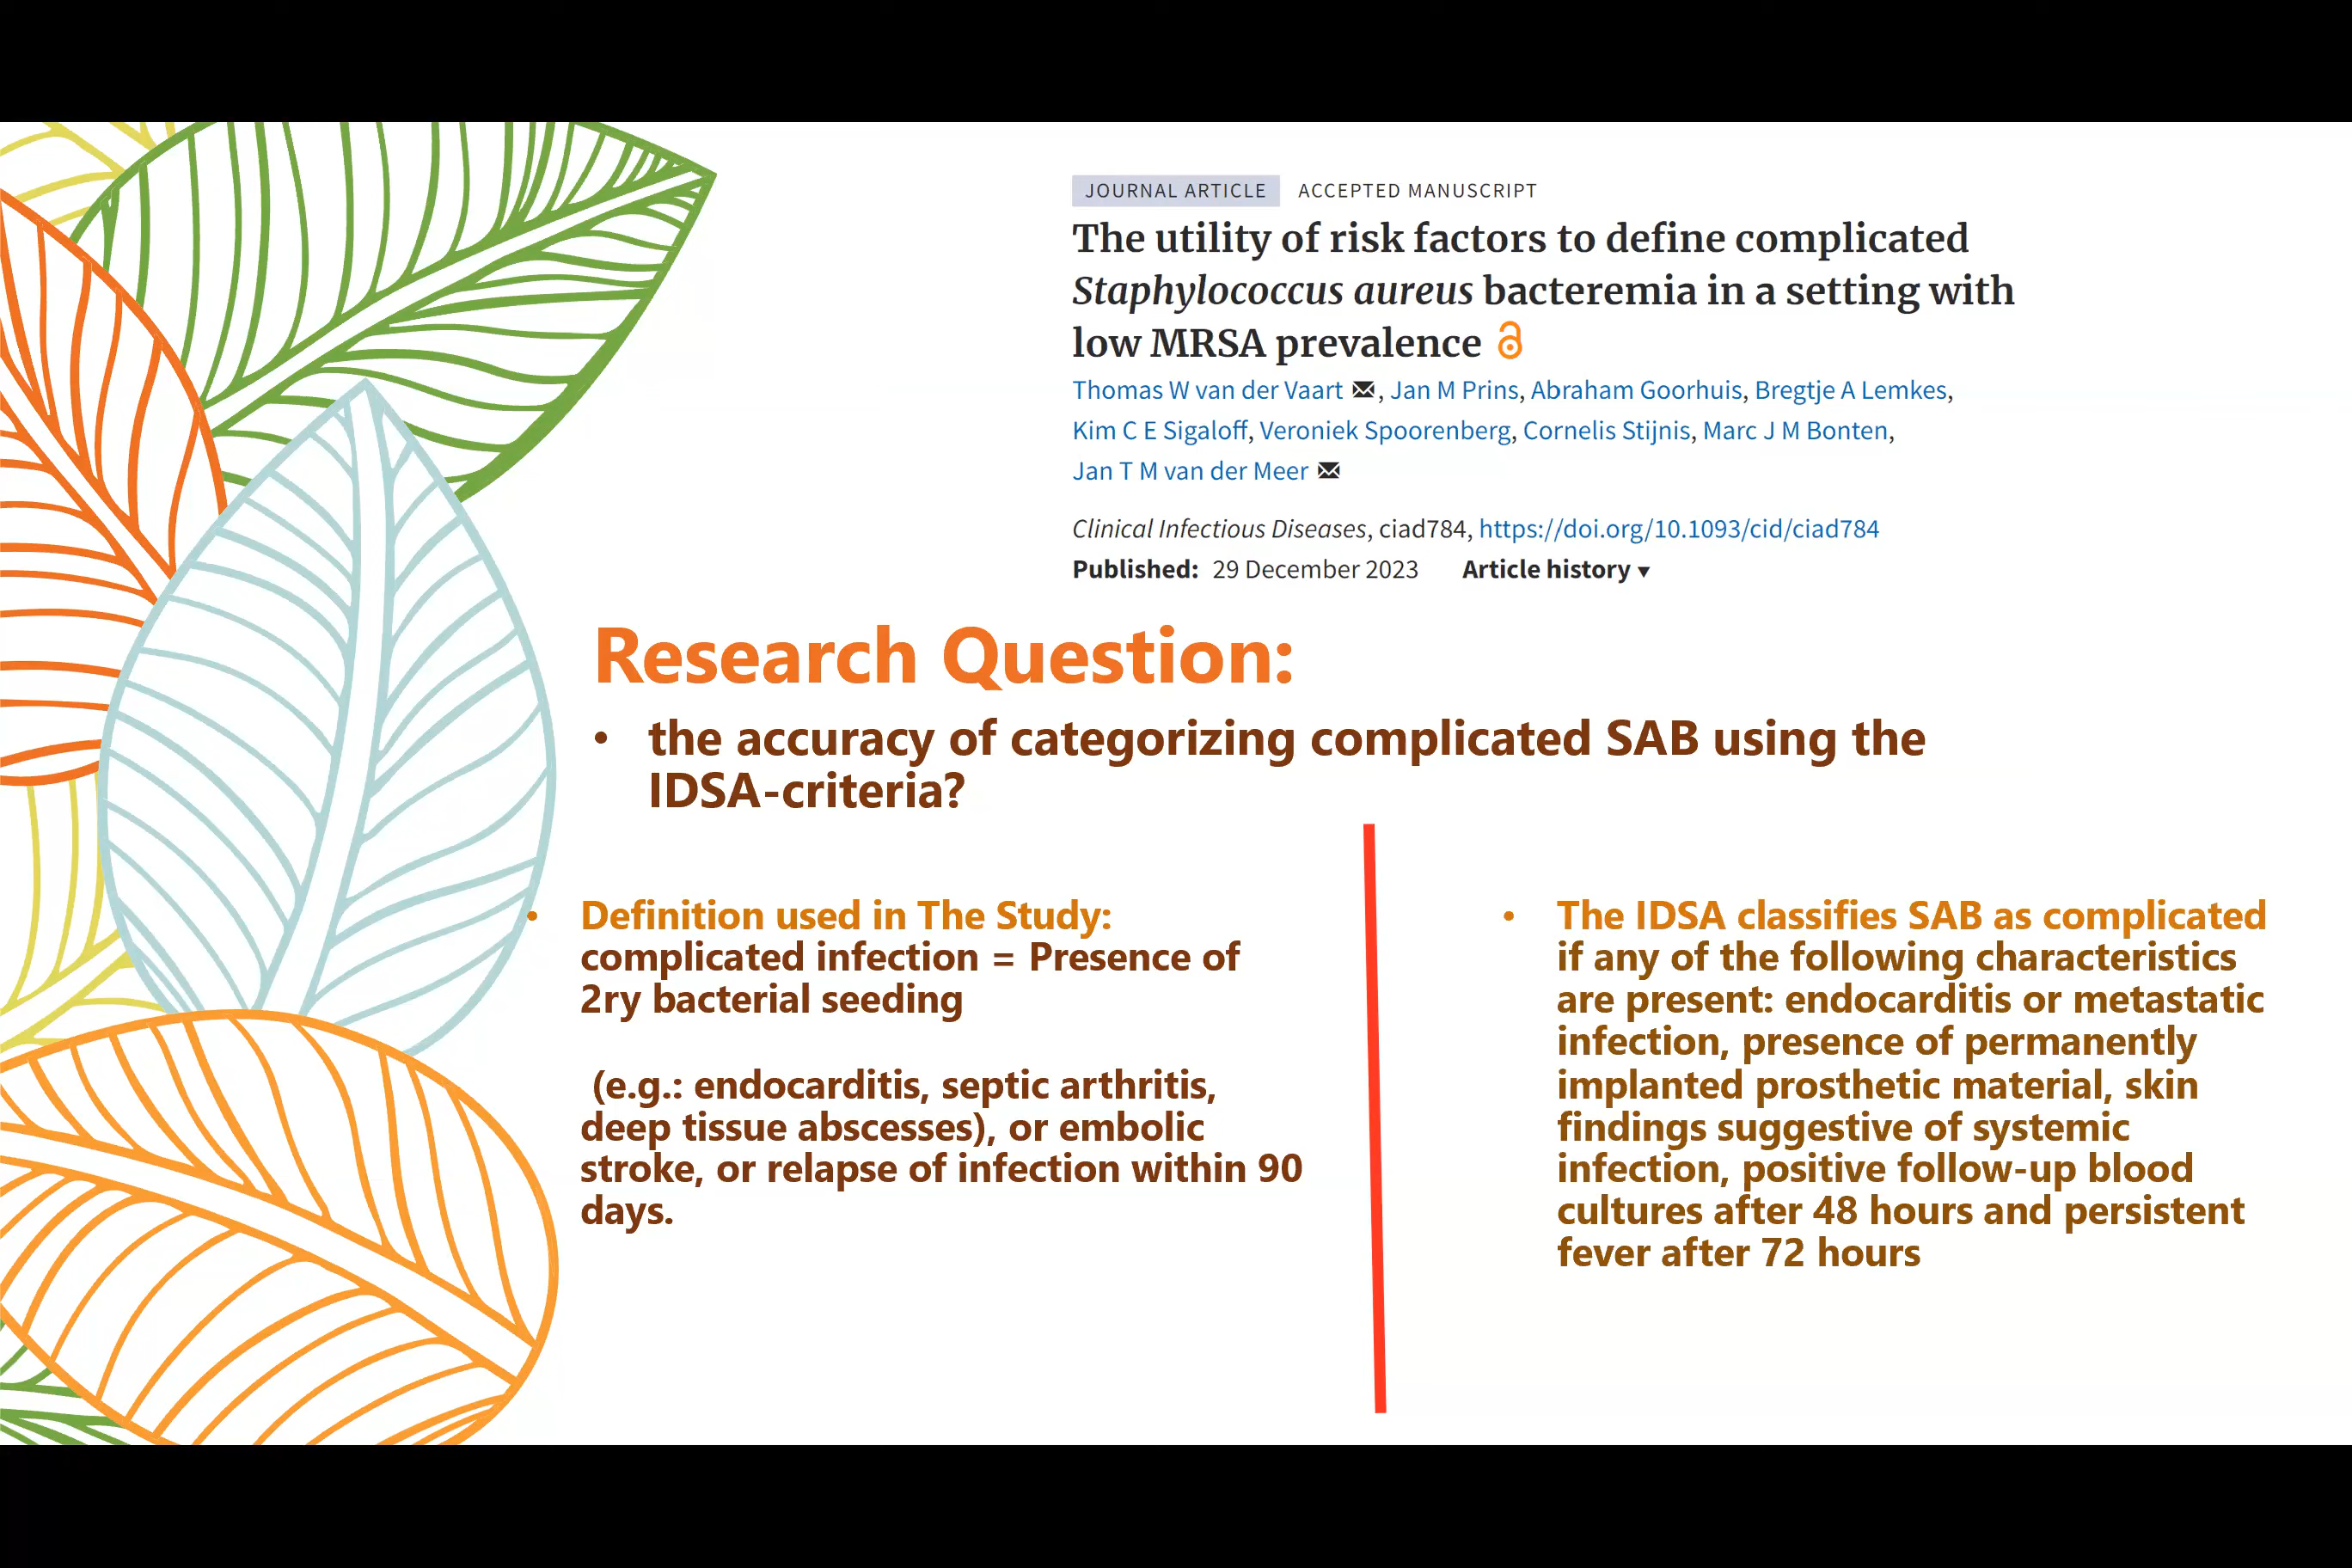 JOURNAL ARTICLE ACCEPTED MANUSCRIPT
The utility of risk factors to define complicated
Staphylococcus aureus bacteremia in a setting with
low MRSA prevalence
Thomas W van der Vaart, Jan M Prins, Abraham Goorhuis, Bregtje A Lemkes,
Kim C E Sigaloff, Veroniek Spoorenberg, Cornelis Stijnis, Marc J M Bonten,
Jan T M van der Meer
Clinical Infectious Diseases, ciad784, https://doi.org/10.1093/cid/ciad784
Published: 29 December 2023 Article history ▼
Research Question:
• the accuracy of categorizing complicated SAB using the
IDSA-criteria?
• Definition used in The Study:
complicated infection = Presence of
2ry bacterial seeding
(e.g.: endocarditis, septic arthritis,
deep tissue abscesses), or embolic
stroke, or relapse of infection within 90
days.
• The IDSA classifies SAB as complicated
if any of the following characteristics
are present: endocarditis or metastatic
infection, presence of permanently
implanted prosthetic material, skin
findings suggestive of systemic
infection, positive follow-up blood
cultures after 48 hours and persistent
fever after 72 hours